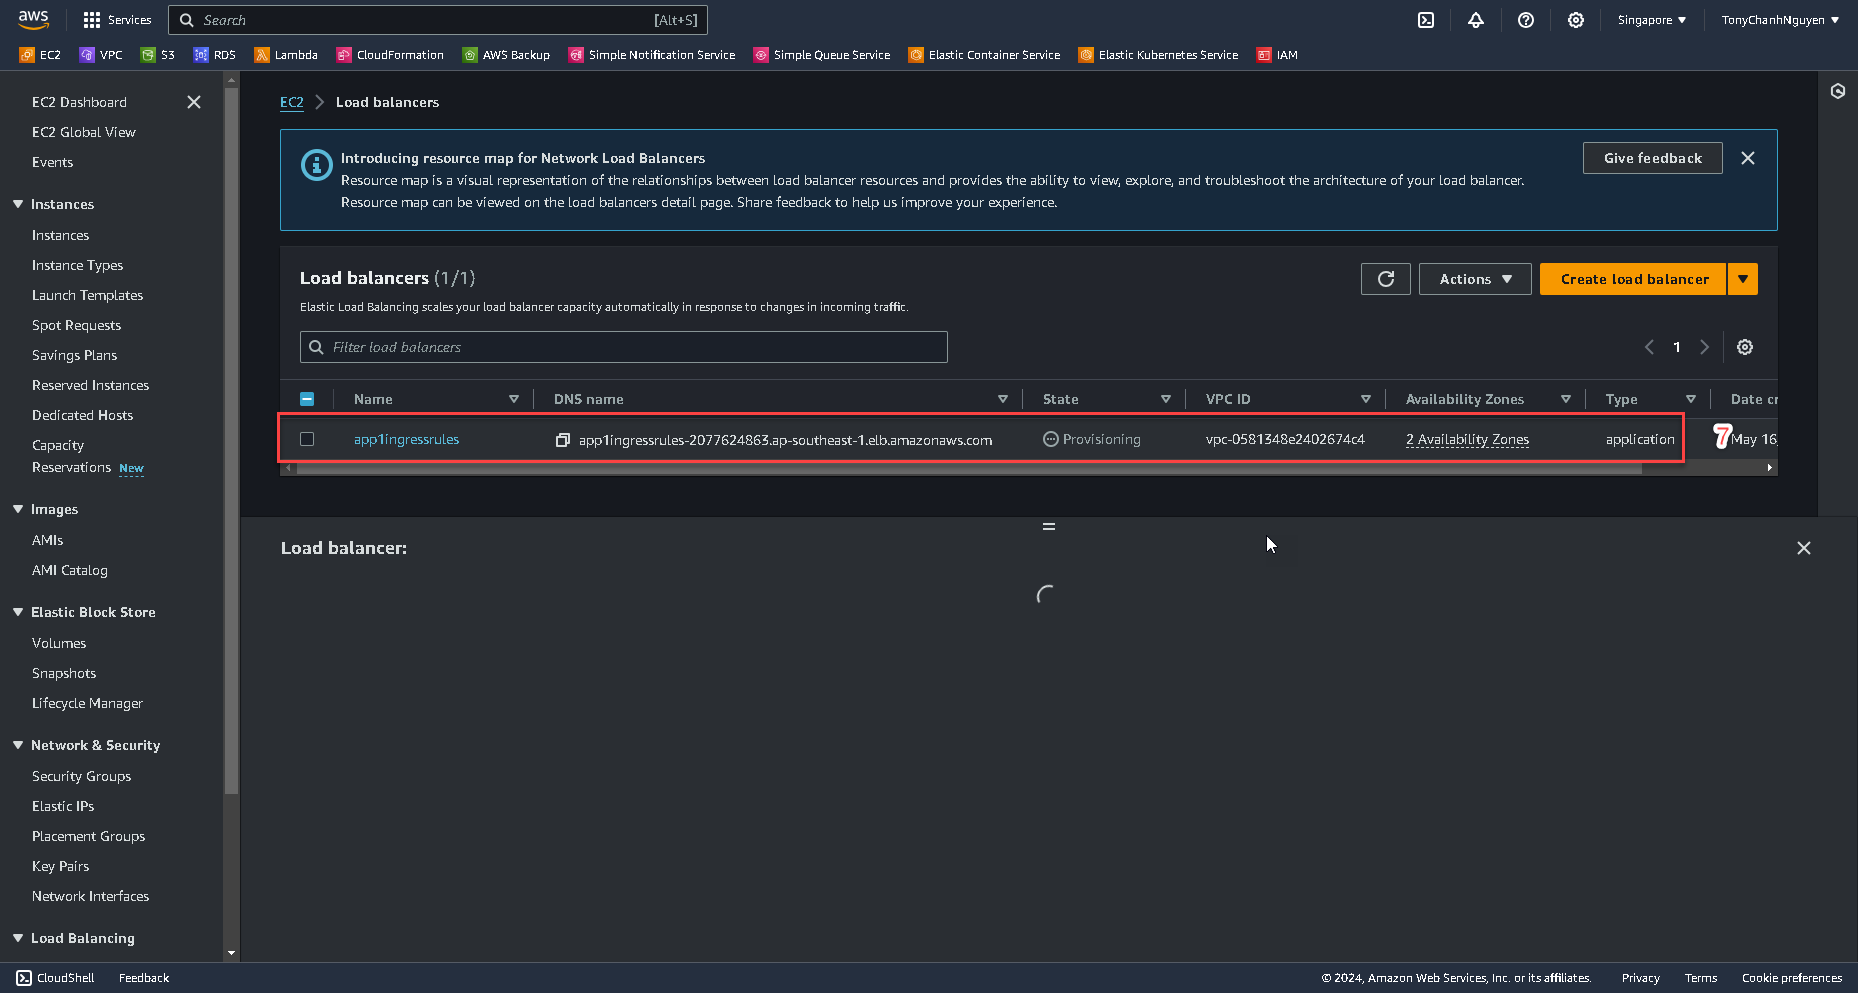 aws
Services
Search
[Alt+S]
Singapore
TonyChanhNguyen
EC2
VPC
S3
RDS
Lambda
CloudFormation
AWS Backup
Simple Notification Service
Simple Queue Service
Elastic Container Service
Elastic Kubernetes Service
IAM
EC2 Dashboard
EC2 Global View
Events
Instances
Instances
Instance Types
Launch Templates
Spot Requests
Savings Plans
Reserved Instances
Dedicated Hosts
Capacity
Reservations New
Images
AMIs
AMI Catalog
Elastic Block Store
Volumes
Snapshots
Lifecycle Manager
Network & Security
Security Groups
Elastic IPs
Placement Groups
Key Pairs
Network Interfaces
Load Balancing
EC2
Load balancers
Introducing resource map for Network Load Balancers
Resource map is a visual representation of the relationships between load balancer resources and provides the ability to view, explore, and troubleshoot the architecture of your load balancer.
Resource map can be viewed on the load balancers detail page. Share feedback to help us improve your experience.
Give feedback
Load balancers (1/1)
Elastic Load Balancing scales your load balancer capacity automatically in response to changes in incoming traffic.
Actions
Create load balancer
Filter load balancers
1
Name
DNS name
State
VPC ID
Availability Zones
Type
Date cr
app1ingressrules
app1ingressrules-2077624863.ap-southeast-1.elb.amazonaws.com
Provisioning
vpc-0581348e2402674c4
2 Availability Zones
application
7
May 16,
Load balancer:
CloudShell
Feedback
© 2024, Amazon Web Services, Inc. or its affiliates.
Privacy
Terms
Cookie preferences